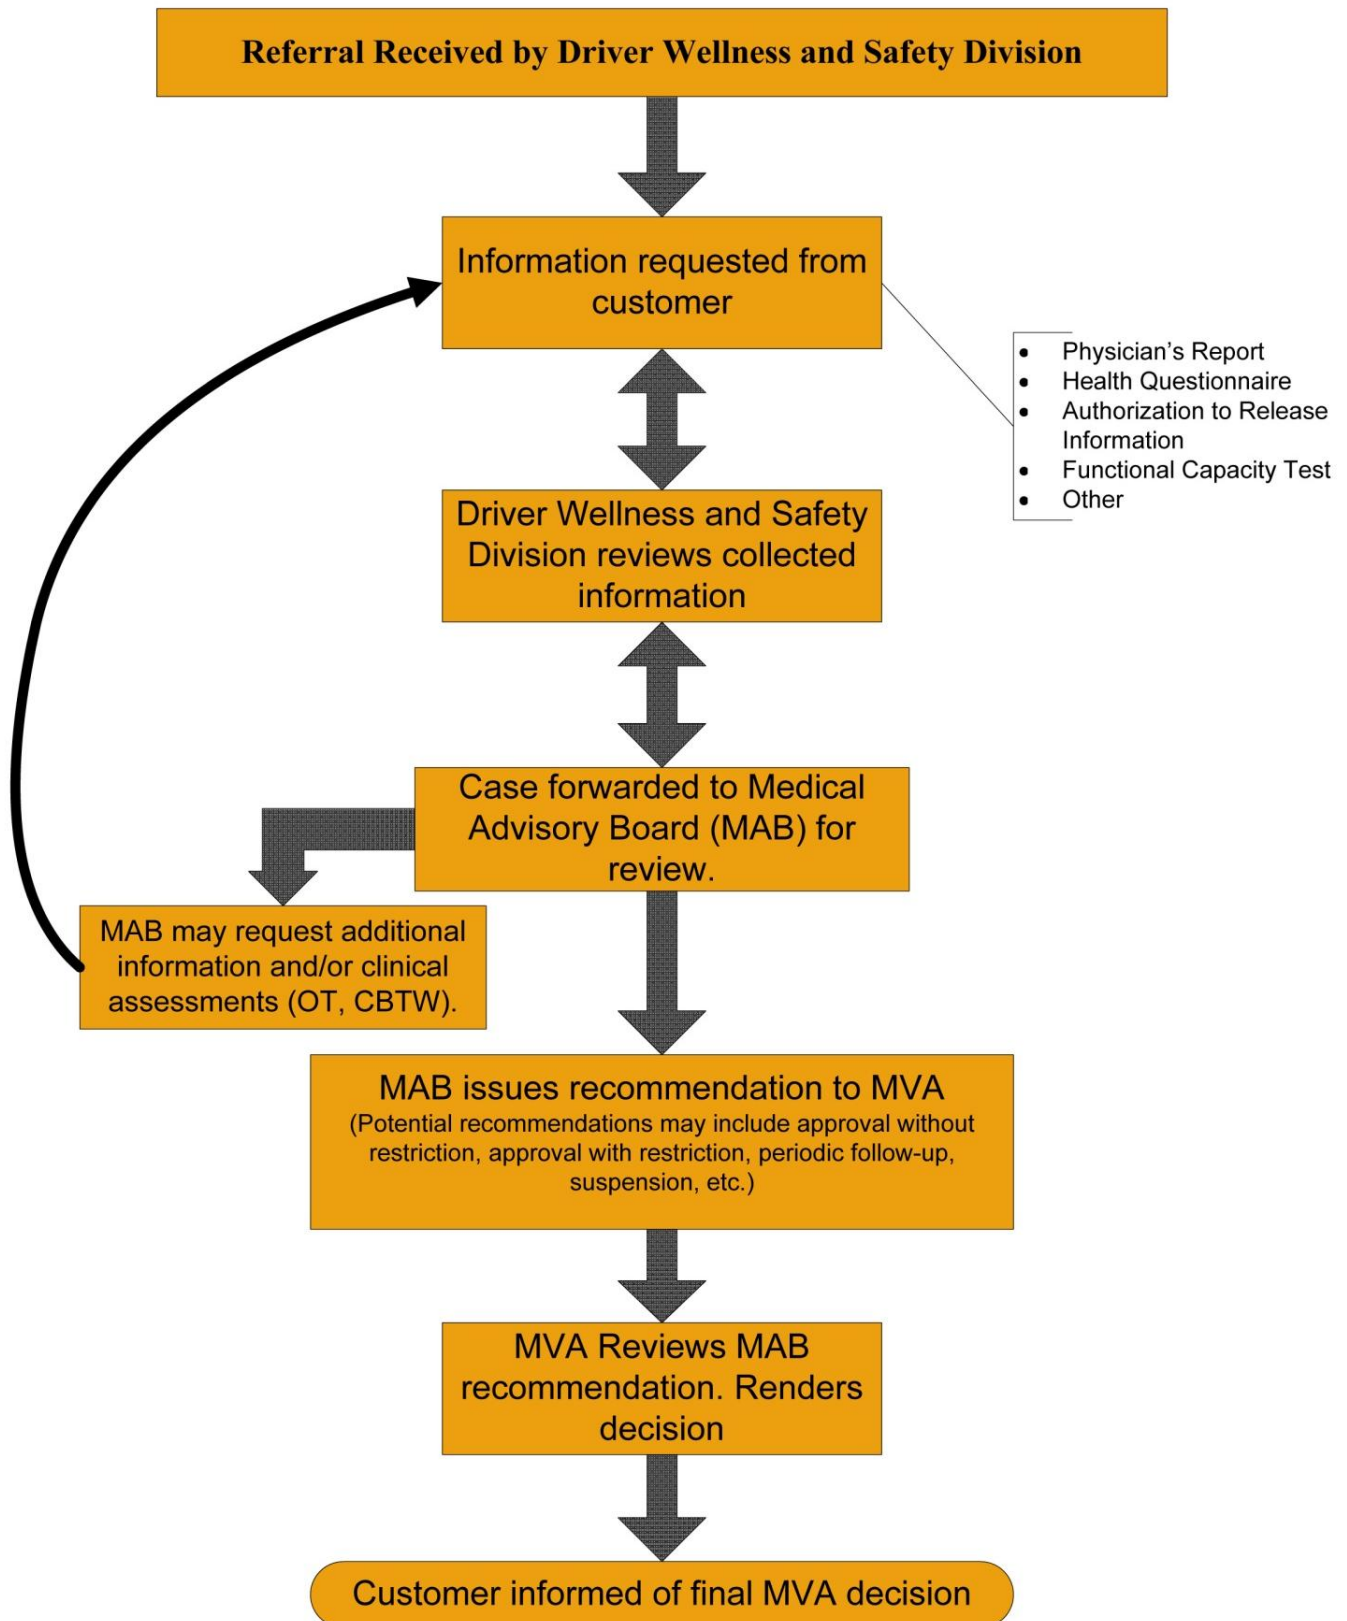 Referral Received by Driver Wellness and Safety Division
Information requested from
customer
• Physician’s Report
• Health Questionnaire
• Authorization to Release
Information
• Functional Capacity Test
• Other
Driver Wellness and Safety
Division reviews collected
information
Case forwarded to Medical
Advisory Board (MAB) for
review.
MAB may request additional
information and/or clinical
assessments (OT, CBTW).
MAB issues recommendation to MVA
(Potential recommendations may include approval without
restriction, approval with restriction, periodic follow-up,
suspension, etc.)
MVA Reviews MAB
recommendation. Renders
decision
Customer informed of final MVA decision